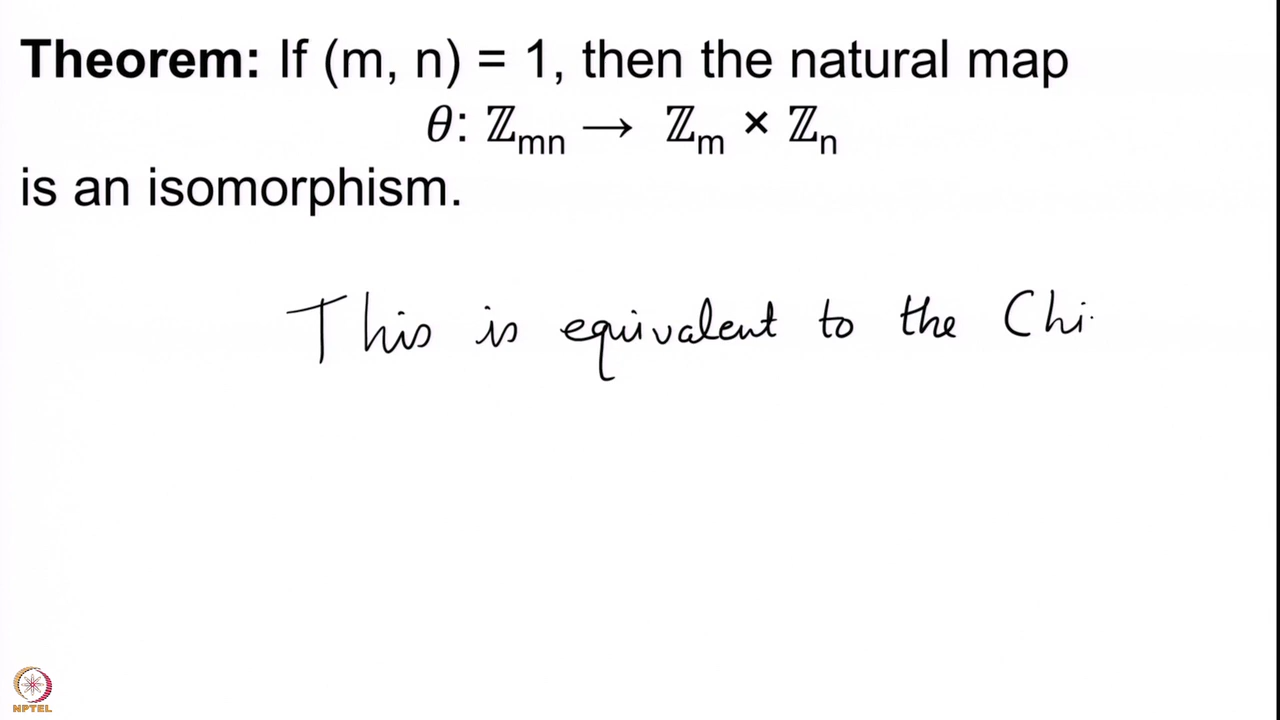 Theorem: If (m, n) = 1, then the natural map
θ: ℤmn → ℤm × ℤn
is an isomorphism.
This is equivalent to the Chi
NPTEL